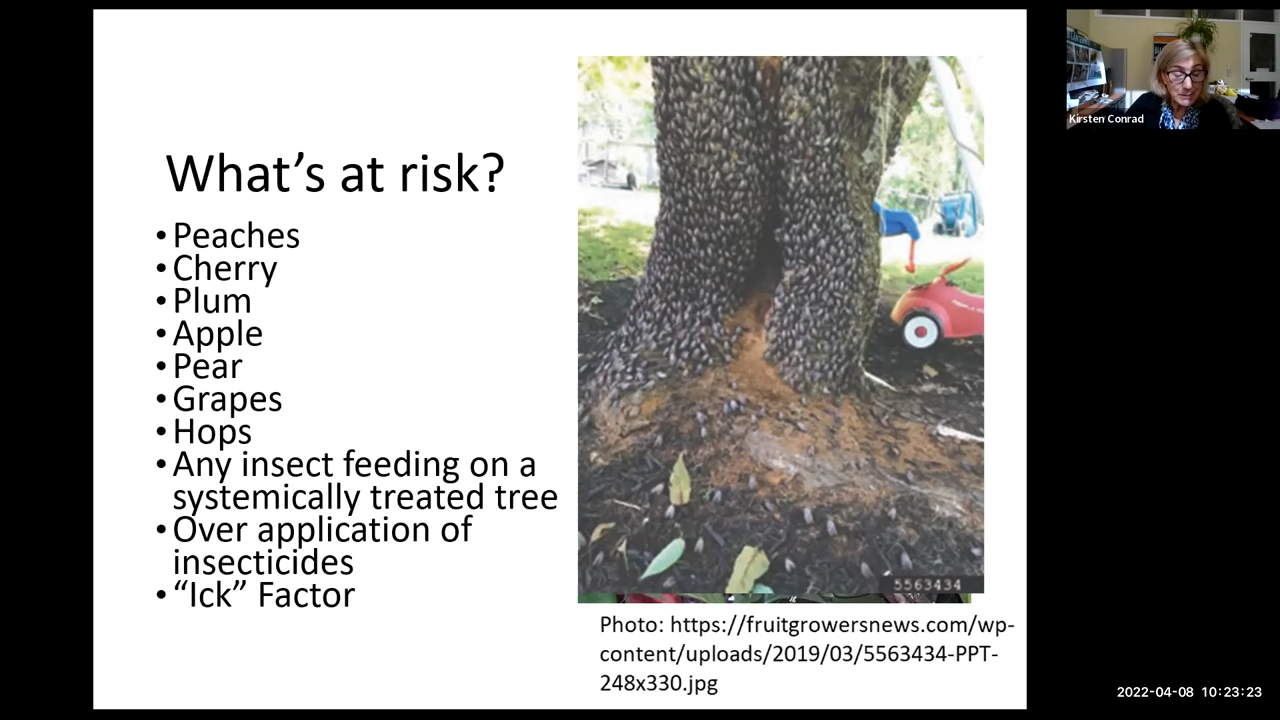 What’s at risk?
•Peaches
•Cherry
•Plum
•Apple
•Pear
•Grapes
•Hops
•Any insect feeding on a
systemically treated tree
•Over application of
insecticides
•“Ick” Factor
5563434
Photo: https://fruitgrowersnews.com/wp-
content/uploads/2019/03/5563434-PPT-
248x330.jpg
Kirsten Conrad
2022-04-08 10:23:23